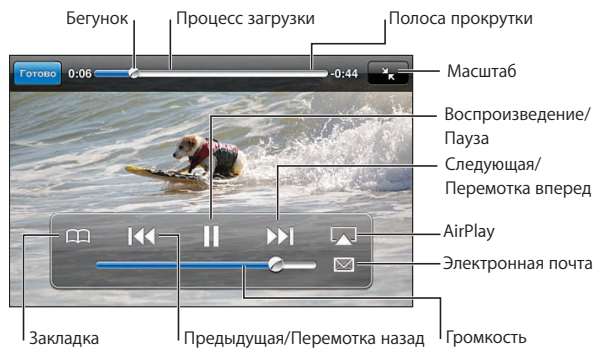 Бегунок Процесс загрузки Полоса прокрутки
Готово 0:06 -0:44 Масштаб
Воспроизведение/
Пауза
Следующая/
Перемотка вперед
AirPlay
Электронная почта
Закладка Предыдущая/Перемотка назад Громкость